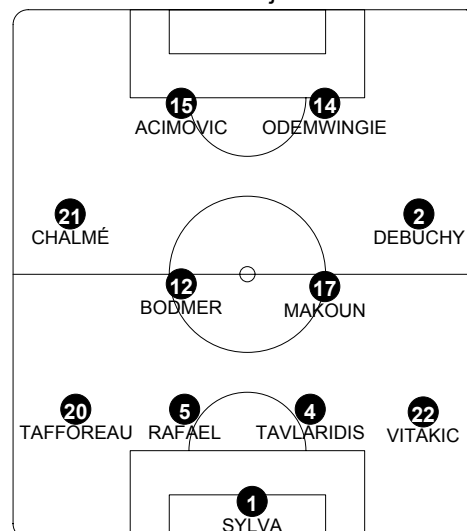 15 14
ACIMOVIC ODEMWINGIE
21 2
CHALMÉ DEBUCHY
12 17
BODMER MAKOUN
20 5 4 22
TAFFOREAU RAFAEL TAVLARIDIS VITAKIC
1
SYLVA